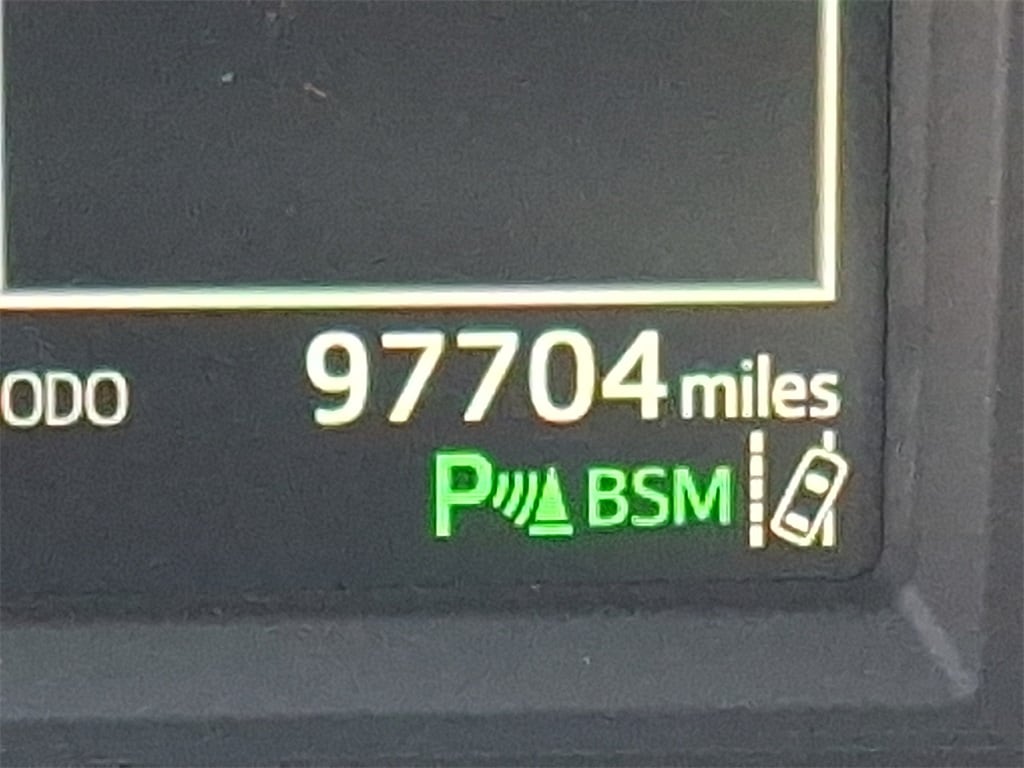 ODO 97704 miles
P BSM